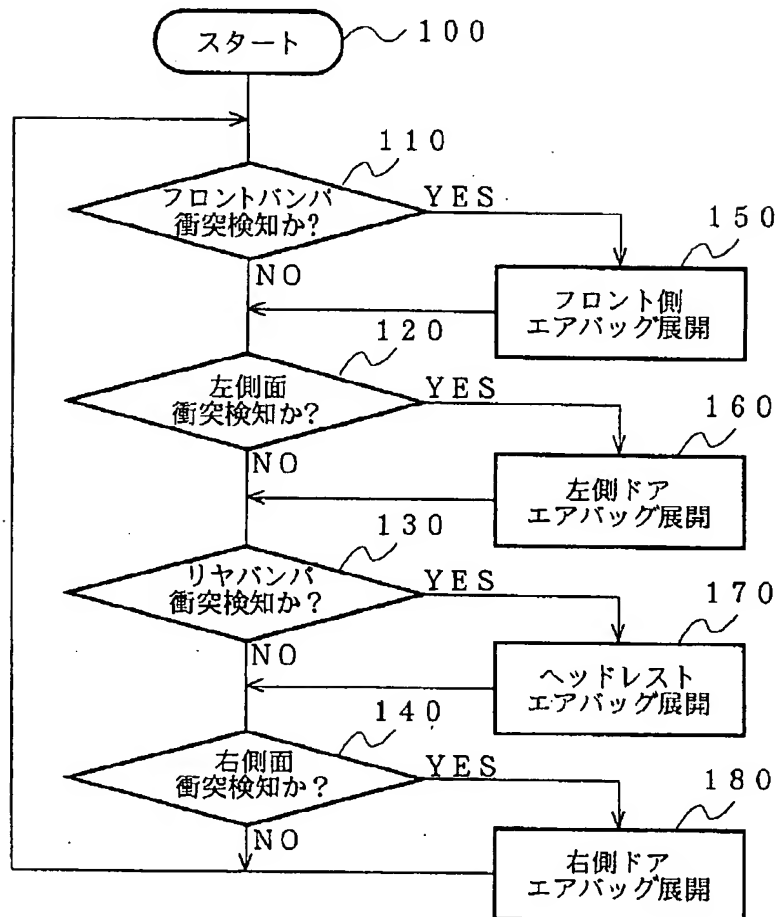 スタート
１００
１１０
フロントバンパ
衝突検知か?
YES
１５０
NO
フロント側
エアバッグ展開
１２０
左側面
衝突検知か?
YES
１６０
NO
左側ドア
エアバッグ展開
１３０
リヤバンパ
衝突検知か?
YES
１７０
NO
ヘッドレスト
エアバッグ展開
１４０
右側面
衝突検知か?
YES
１８０
NO
右側ドア
エアバッグ展開